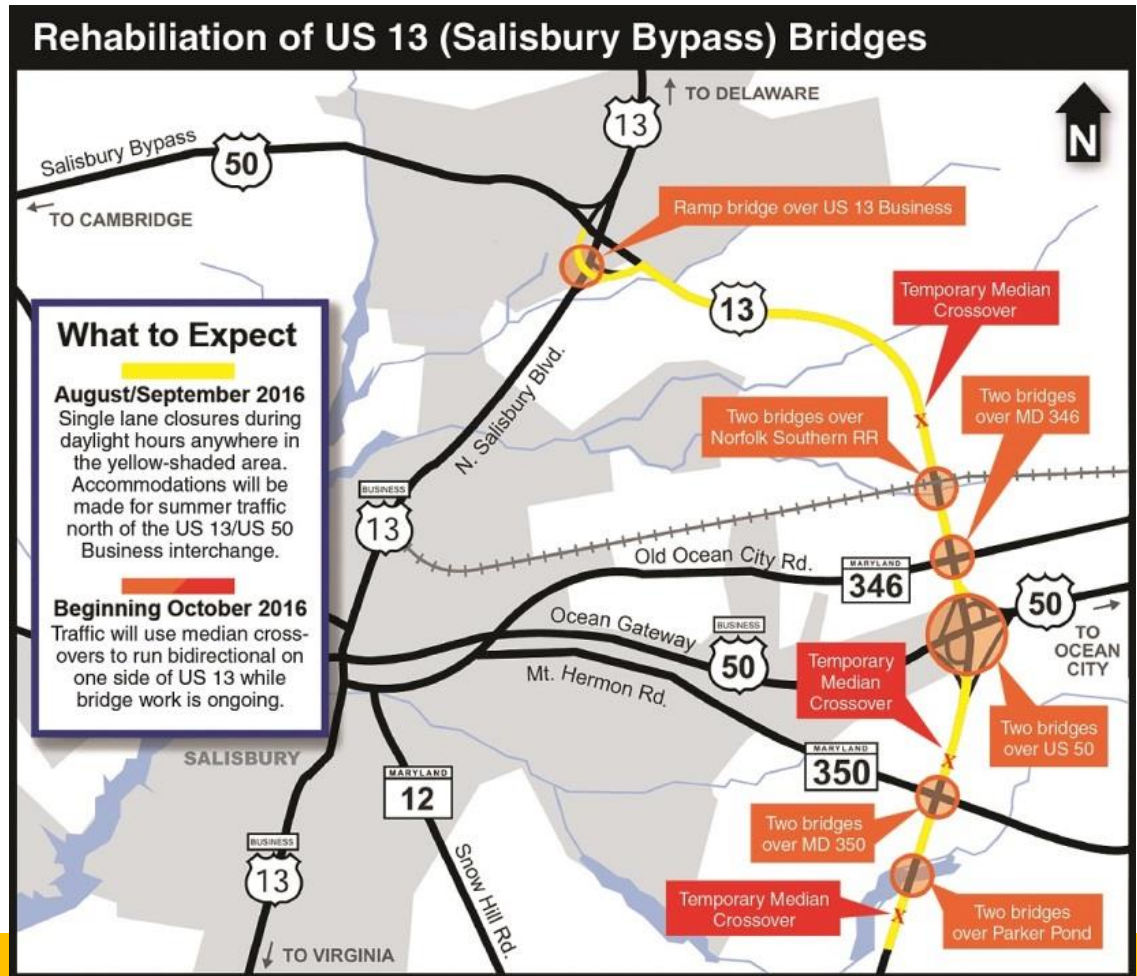 Rehabiliation of US 13 (Salisbury Bypass) Bridges
TO DELAWARE
13
N
Salisbury Bypass
50
TO CAMBRIDGE
Ramp bridge over US 13 Business
13
Temporary Median
Crossover
What to Expect
August/September 2016
Single lane closures during
daylight hours anywhere in
the yellow-shaded area.
Accommodations will be
made for summer traffic
north of the US 13/US 50
Business interchange.
Beginning October 2016
Traffic will use median cross-
overs to run bidirectional on
one side of US 13 while
bridge work is ongoing.
N. Salisbury Blvd.
Two bridges over
Norfolk Southern RR
Two bridges
over MD 346
BUSINESS
13
Old Ocean City Rd.
MARYLAND
346
50
TO
OCEAN
CITY
Ocean Gateway
BUSINESS
50
Mt. Hermon Rd.
Temporary
Median
Crossover
Two bridges
over US 50
SALISBURY
MARYLAND
12
MARYLAND
350
Two bridges
over MD 350
BUSINESS
13
Snow Hill Rd.
Temporary Median
Crossover
Two bridges
over Parker Pond
TO VIRGINIA
x
x
x